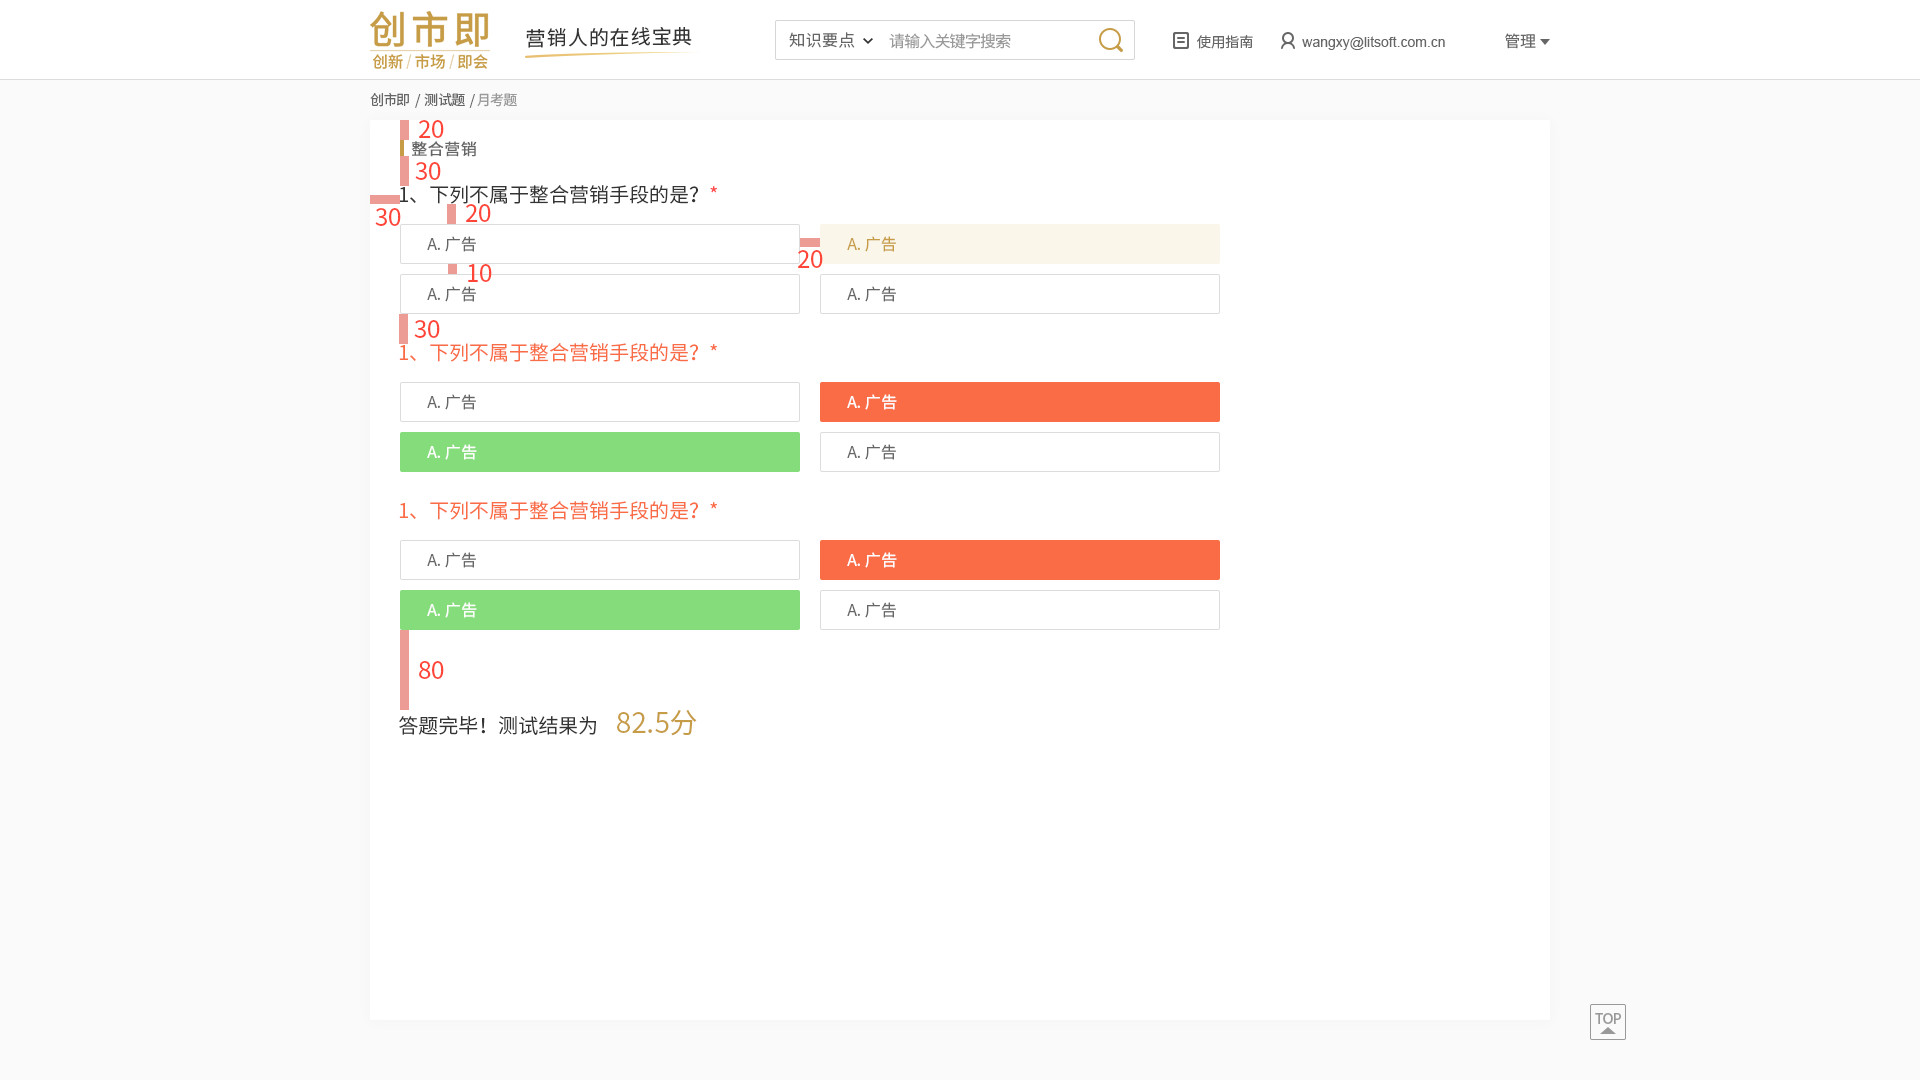 创市即
创新 / 市场 / 即会
营销人的在线宝典
知识要点 请输入关键字搜索
使用指南
wangxy@litsoft.com.cn
管理
创市即 / 测试题 / 月考题
20
整合营销
30
1、下列不属于整合营销手段的是? *
30
20
A. 广告
A. 广告
20
10
A. 广告
A. 广告
30
1、下列不属于整合营销手段的是? *
A. 广告
A. 广告
A. 广告
A. 广告
1、下列不属于整合营销手段的是? *
A. 广告
A. 广告
A. 广告
A. 广告
80
答题完毕！测试结果为 82.5分
TOP